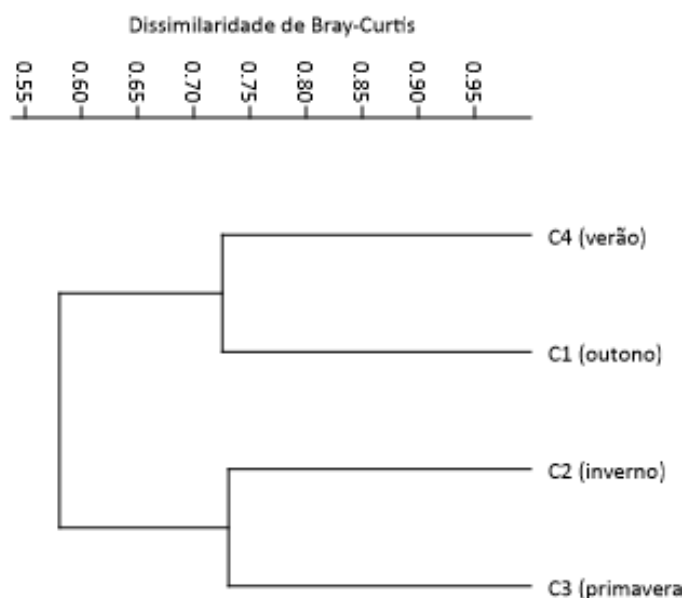 Dissimilaridade de Bray-Curtis
0.55 0.60 0.65 0.70 0.75 0.80 0.85 0.90 0.95
C4 (verão)
C1 (outono)
C2 (inverno)
C3 (primavera